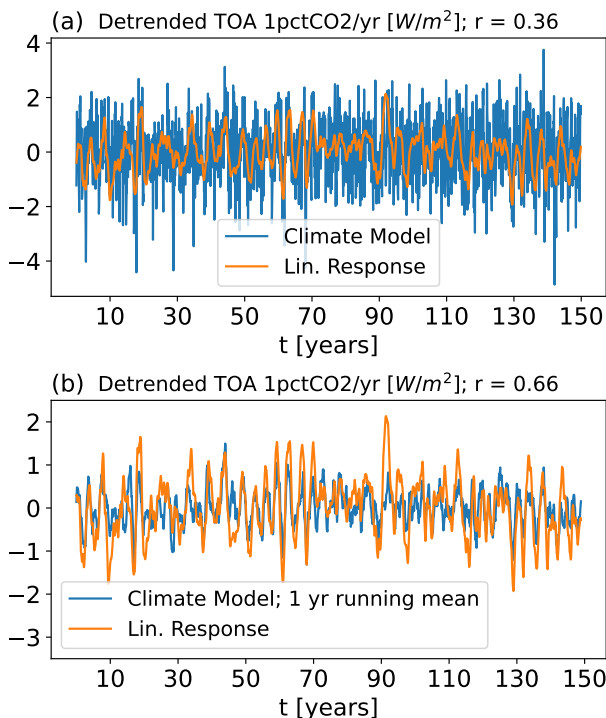 (a) Detrended TOA 1pctCO2/yr [W/m²]; r = 0.36
4
2
0
−2
−4
Climate Model
Lin. Response
10 30 50 70 90 110 130 150
t [years]
(b) Detrended TOA 1pctCO2/yr [W/m²]; r = 0.66
2
1
0
−1
−2
−3
Climate Model; 1 yr running mean
Lin. Response
10 30 50 70 90 110 130 150
t [years]